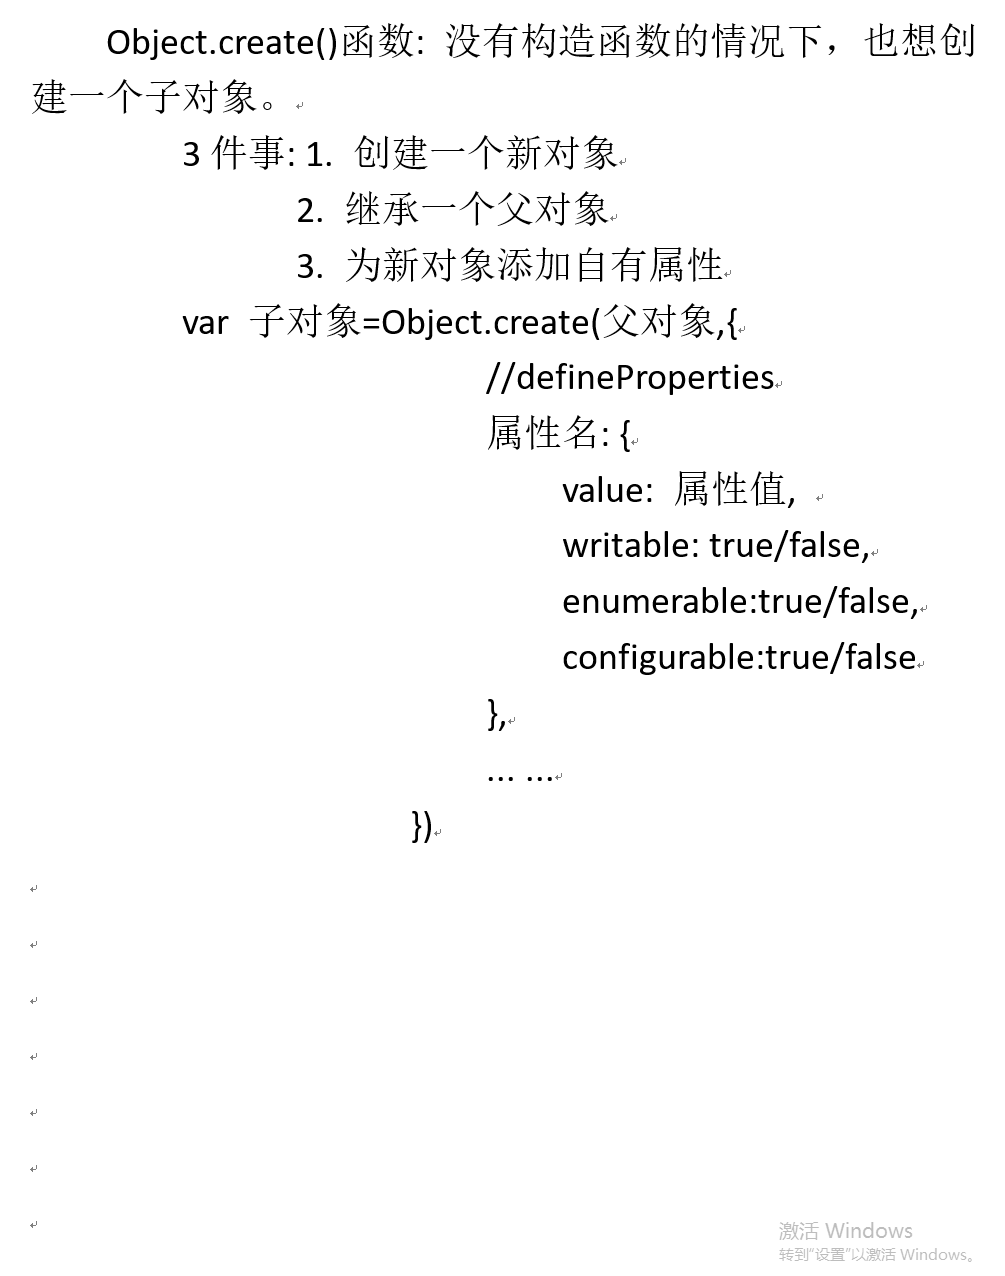 Object.create()函数: 没有构造函数的情况下，也想创
建一个子对象。
3 件事: 1. 创建一个新对象
2. 继承一个父对象
3. 为新对象添加自有属性
var 子对象=Object.create(父对象,{
//defineProperties
属性名: {
value: 属性值,
writable: true/false,
enumerable:true/false,
configurable:true/false
},
... ...
})
激活 Windows
转到“设置”以激活 Windows。